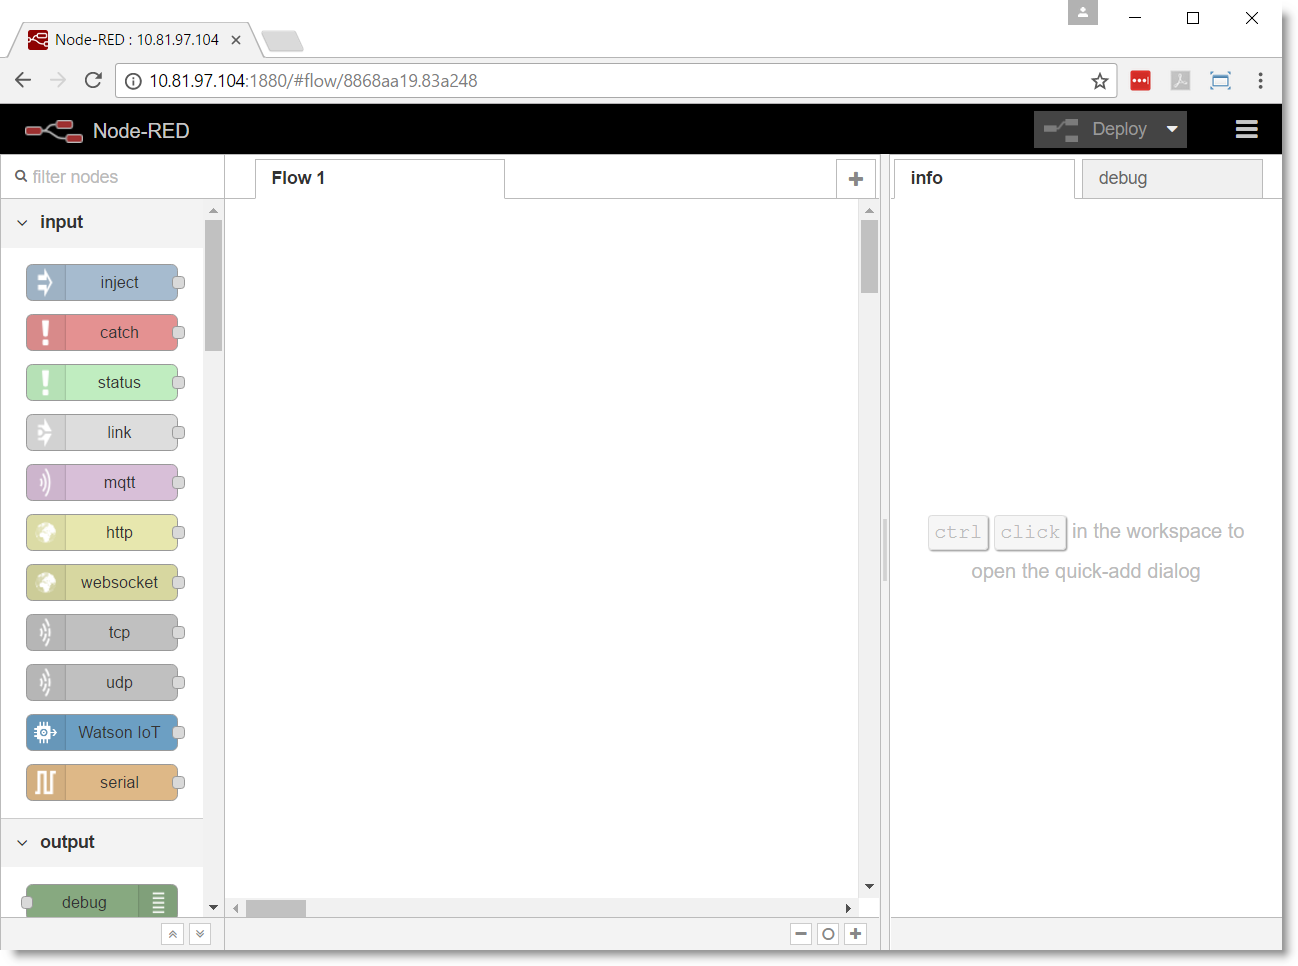 Node-RED : 10.81.97.104
10.81.97.104:1880/#flow/8868aa19.83a248
Node-RED
Deploy
filter nodes
Flow 1
info
debug
input
inject
catch
status
link
mqtt
http
websocket
tcp
udp
Watson IoT
serial
output
debug
ctrl click in the workspace to
open the quick-add dialog